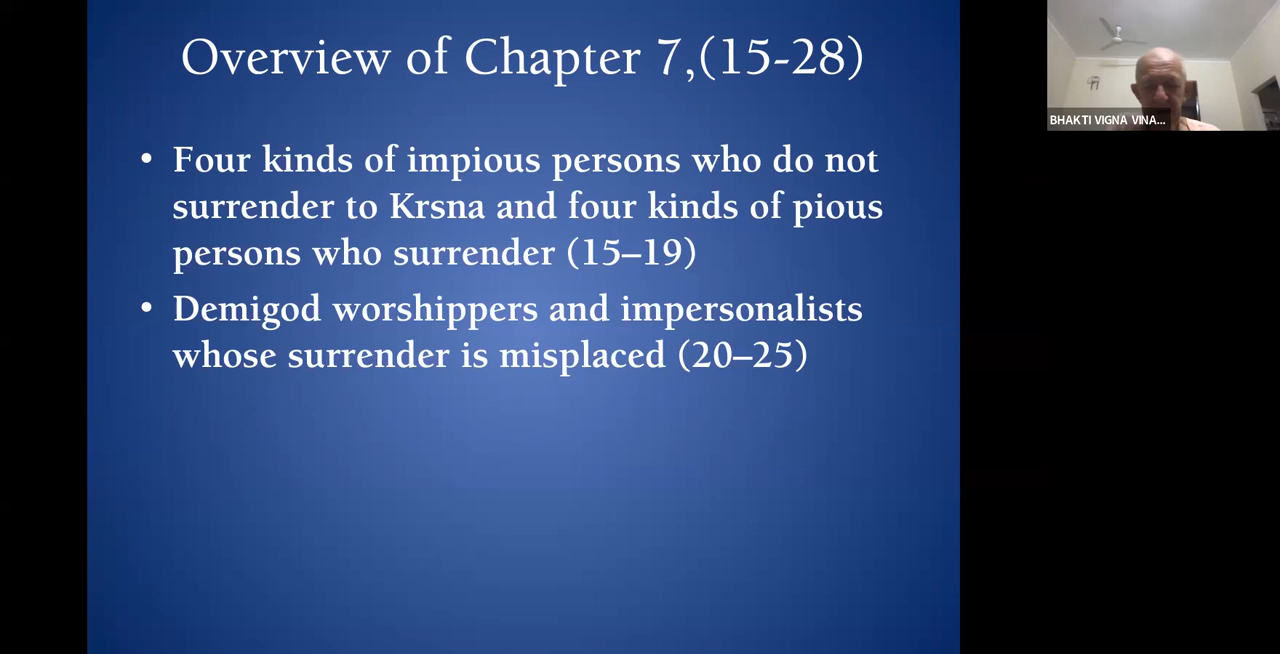 Overview of Chapter 7,(15-28)
• Four kinds of impious persons who do not
surrender to Krsna and four kinds of pious
persons who surrender (15–19)
• Demigod worshippers and impersonalists
whose surrender is misplaced (20–25)
BHAKTI VIGNA VINA...